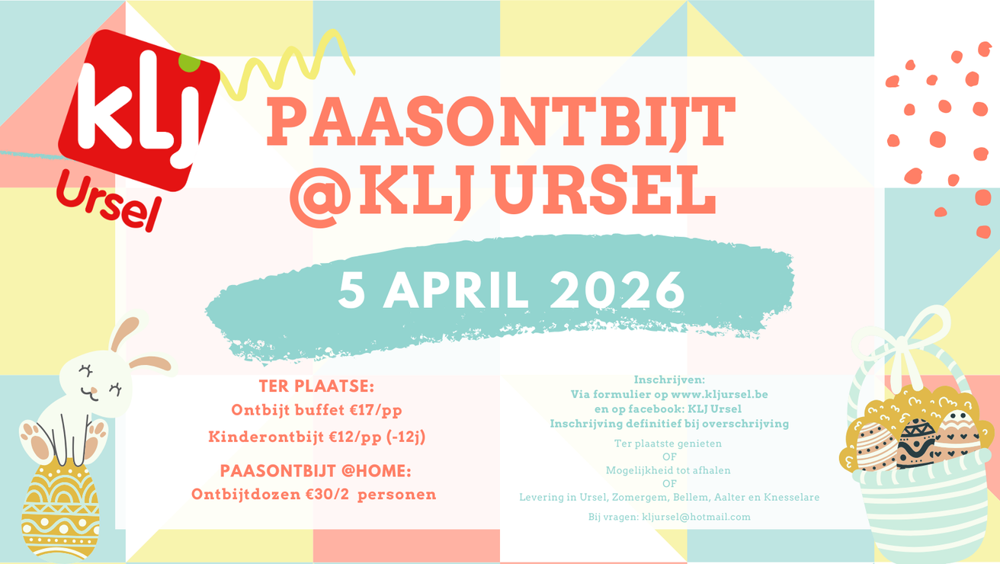 klj
Ursel
PAASONTBIJT
@KLJ URSEL
5 APRIL 2026
TER PLAATSE:
Ontbijt buffet €17/pp
Kinderontbijt €12/pp (-12j)
PAASONTBIJT @HOME:
Ontbijtdozen €30/2 personen
Inschrijven:
Via formulier op www.kljursel.be
en op facebook: KLJ Ursel
Inschrijving definitief bij overschrijving
Ter plaatste genieten
OF
Mogelijkheid tot afhalen
OF
Levering in Ursel, Zomergem, Bellem, Aalter en Knesselare
Bij vragen: kljursel@hotmail.com